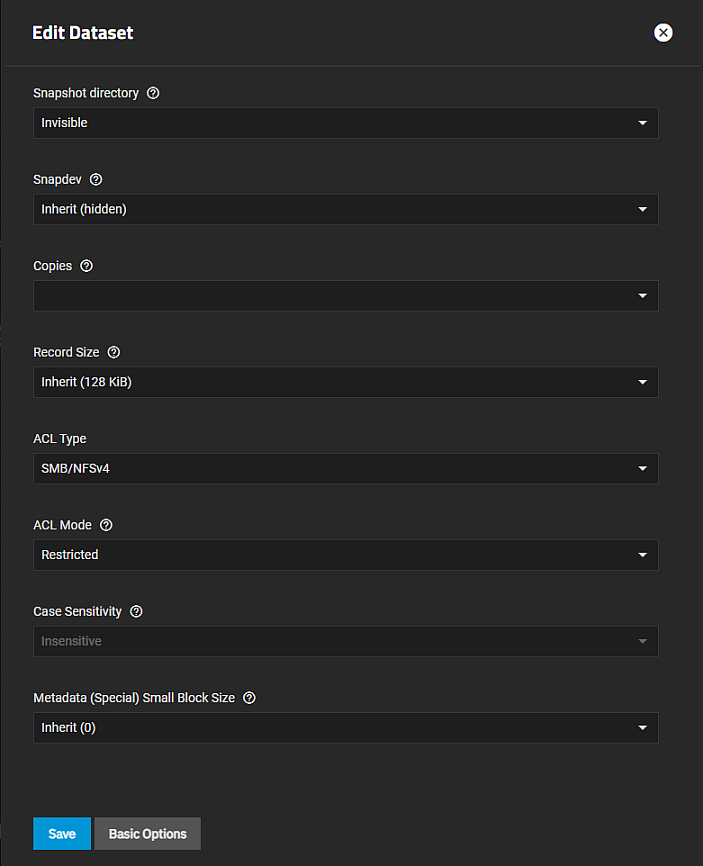 Edit Dataset
Snapshot directory
Invisible
Snapdev
Inherit (hidden)
Copies
Record Size
Inherit (128 KiB)
ACL Type
SMB/NFSv4
ACL Mode
Restricted
Case Sensitivity
Insensitive
Metadata (Special) Small Block Size
Inherit (0)
Save Basic Options